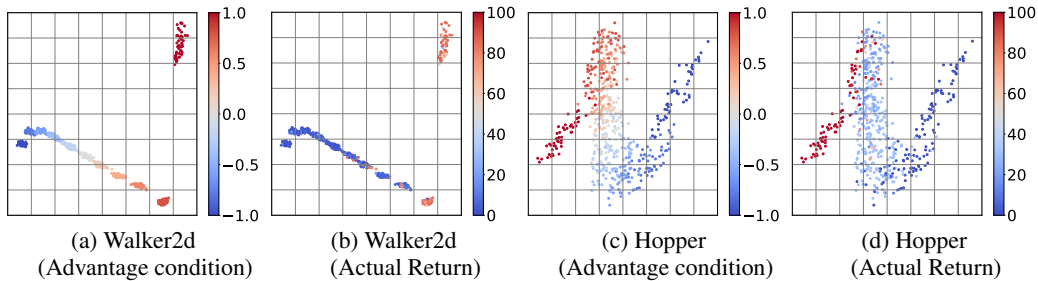 1.0
0.5
0.0
−0.5
−1.0
100
80
60
40
20
0
1.0
0.5
0.0
−0.5
−1.0
100
80
60
40
20
0
(a) Walker2d
(Advantage condition)
(b) Walker2d
(Actual Return)
(c) Hopper
(Advantage condition)
(d) Hopper
(Actual Return)